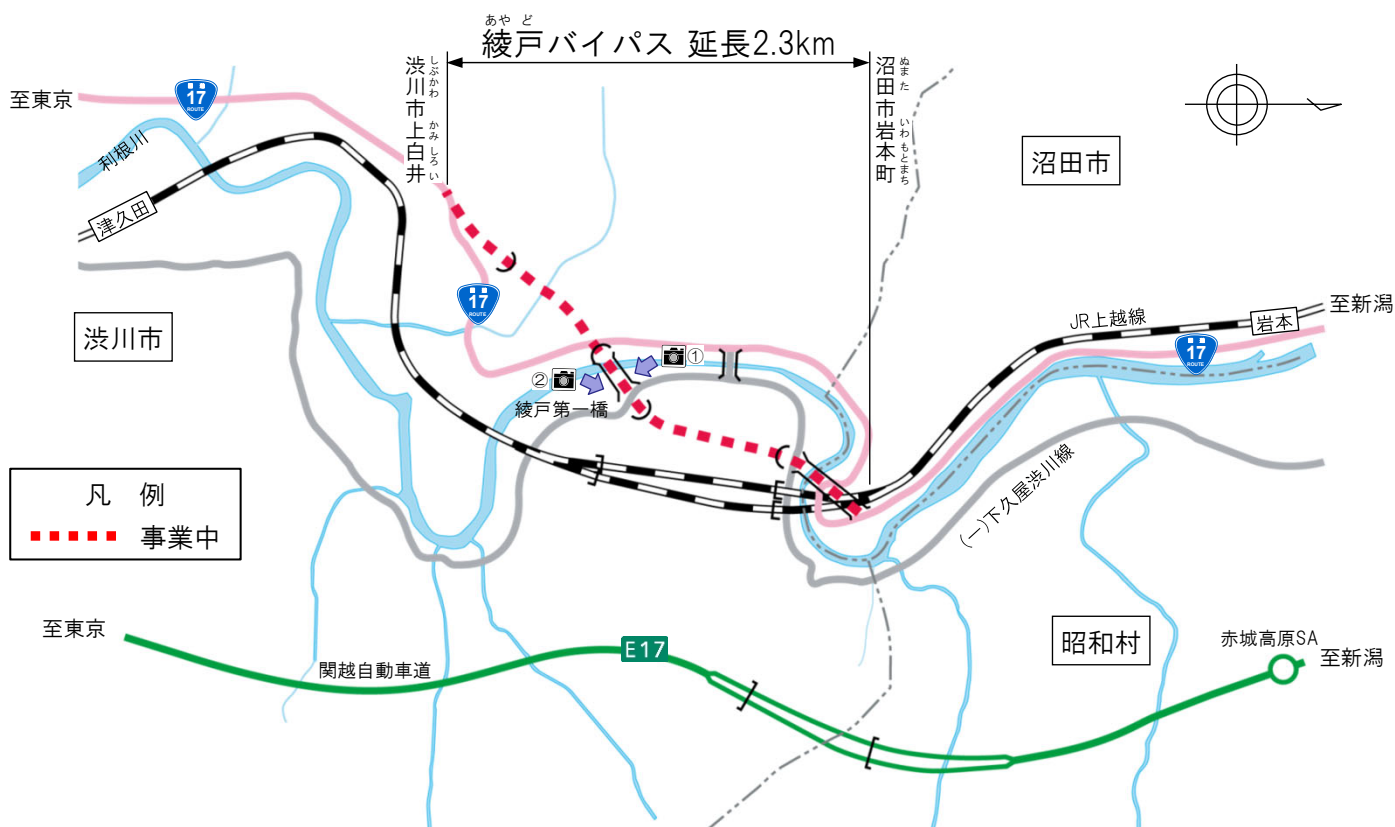 あやど
綾戸バイパス 延長2.3km
渋川市上白井
しぶかわ かみしろい
沼田市岩本町
ぬまた いわもとまち
至東京
17
ROUTE
利根川
津久田
沼田市
渋川市
17
ROUTE
至新潟
JR上越線
岩本
17
ROUTE
①
②
綾戸第一橋
(一)下久屋渋川線
凡 例
事業中
至東京
関越自動車道
E17
昭和村
赤城高原SA
至新潟